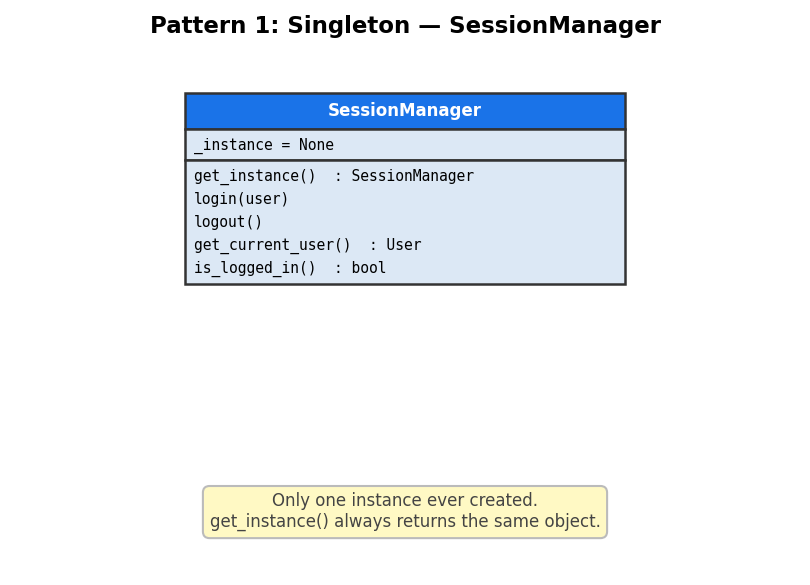 Pattern 1: Singleton — SessionManager
SessionManager
_instance = None
get_instance()  : SessionManager
login(user)
logout()
get_current_user()  : User
is_logged_in()  : bool
Only one instance ever created.
get_instance() always returns the same object.